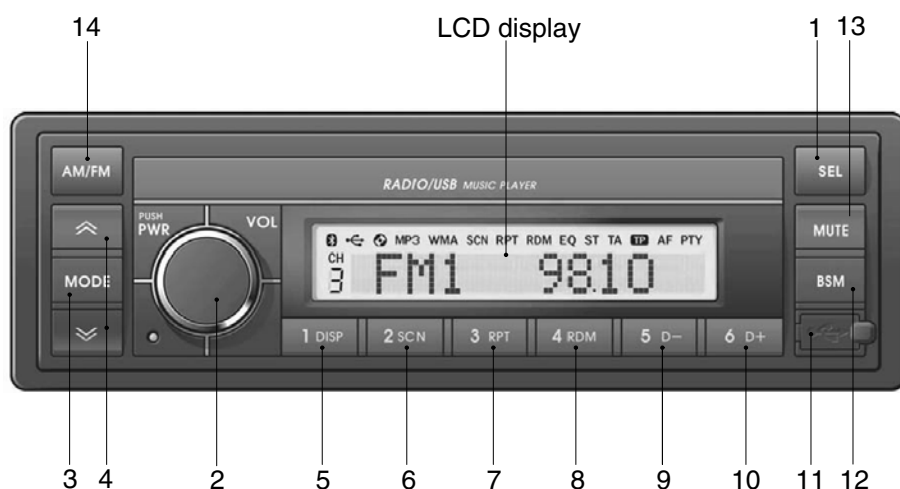 14 LCD display 1 13
AM/FM SEL
RADIO/USB MUSIC PLAYER
PUSH
PWR VOL MUTE
MP3 WMA SCN RPT RDM EQ ST TA TP AF PTY
CH
3 FM1 98.10
MODE BSM
1 DISP 2 SCN 3 RPT 4 RDM 5 D− 6 D+
3 4 2 5 6 7 8 9 10 11 12